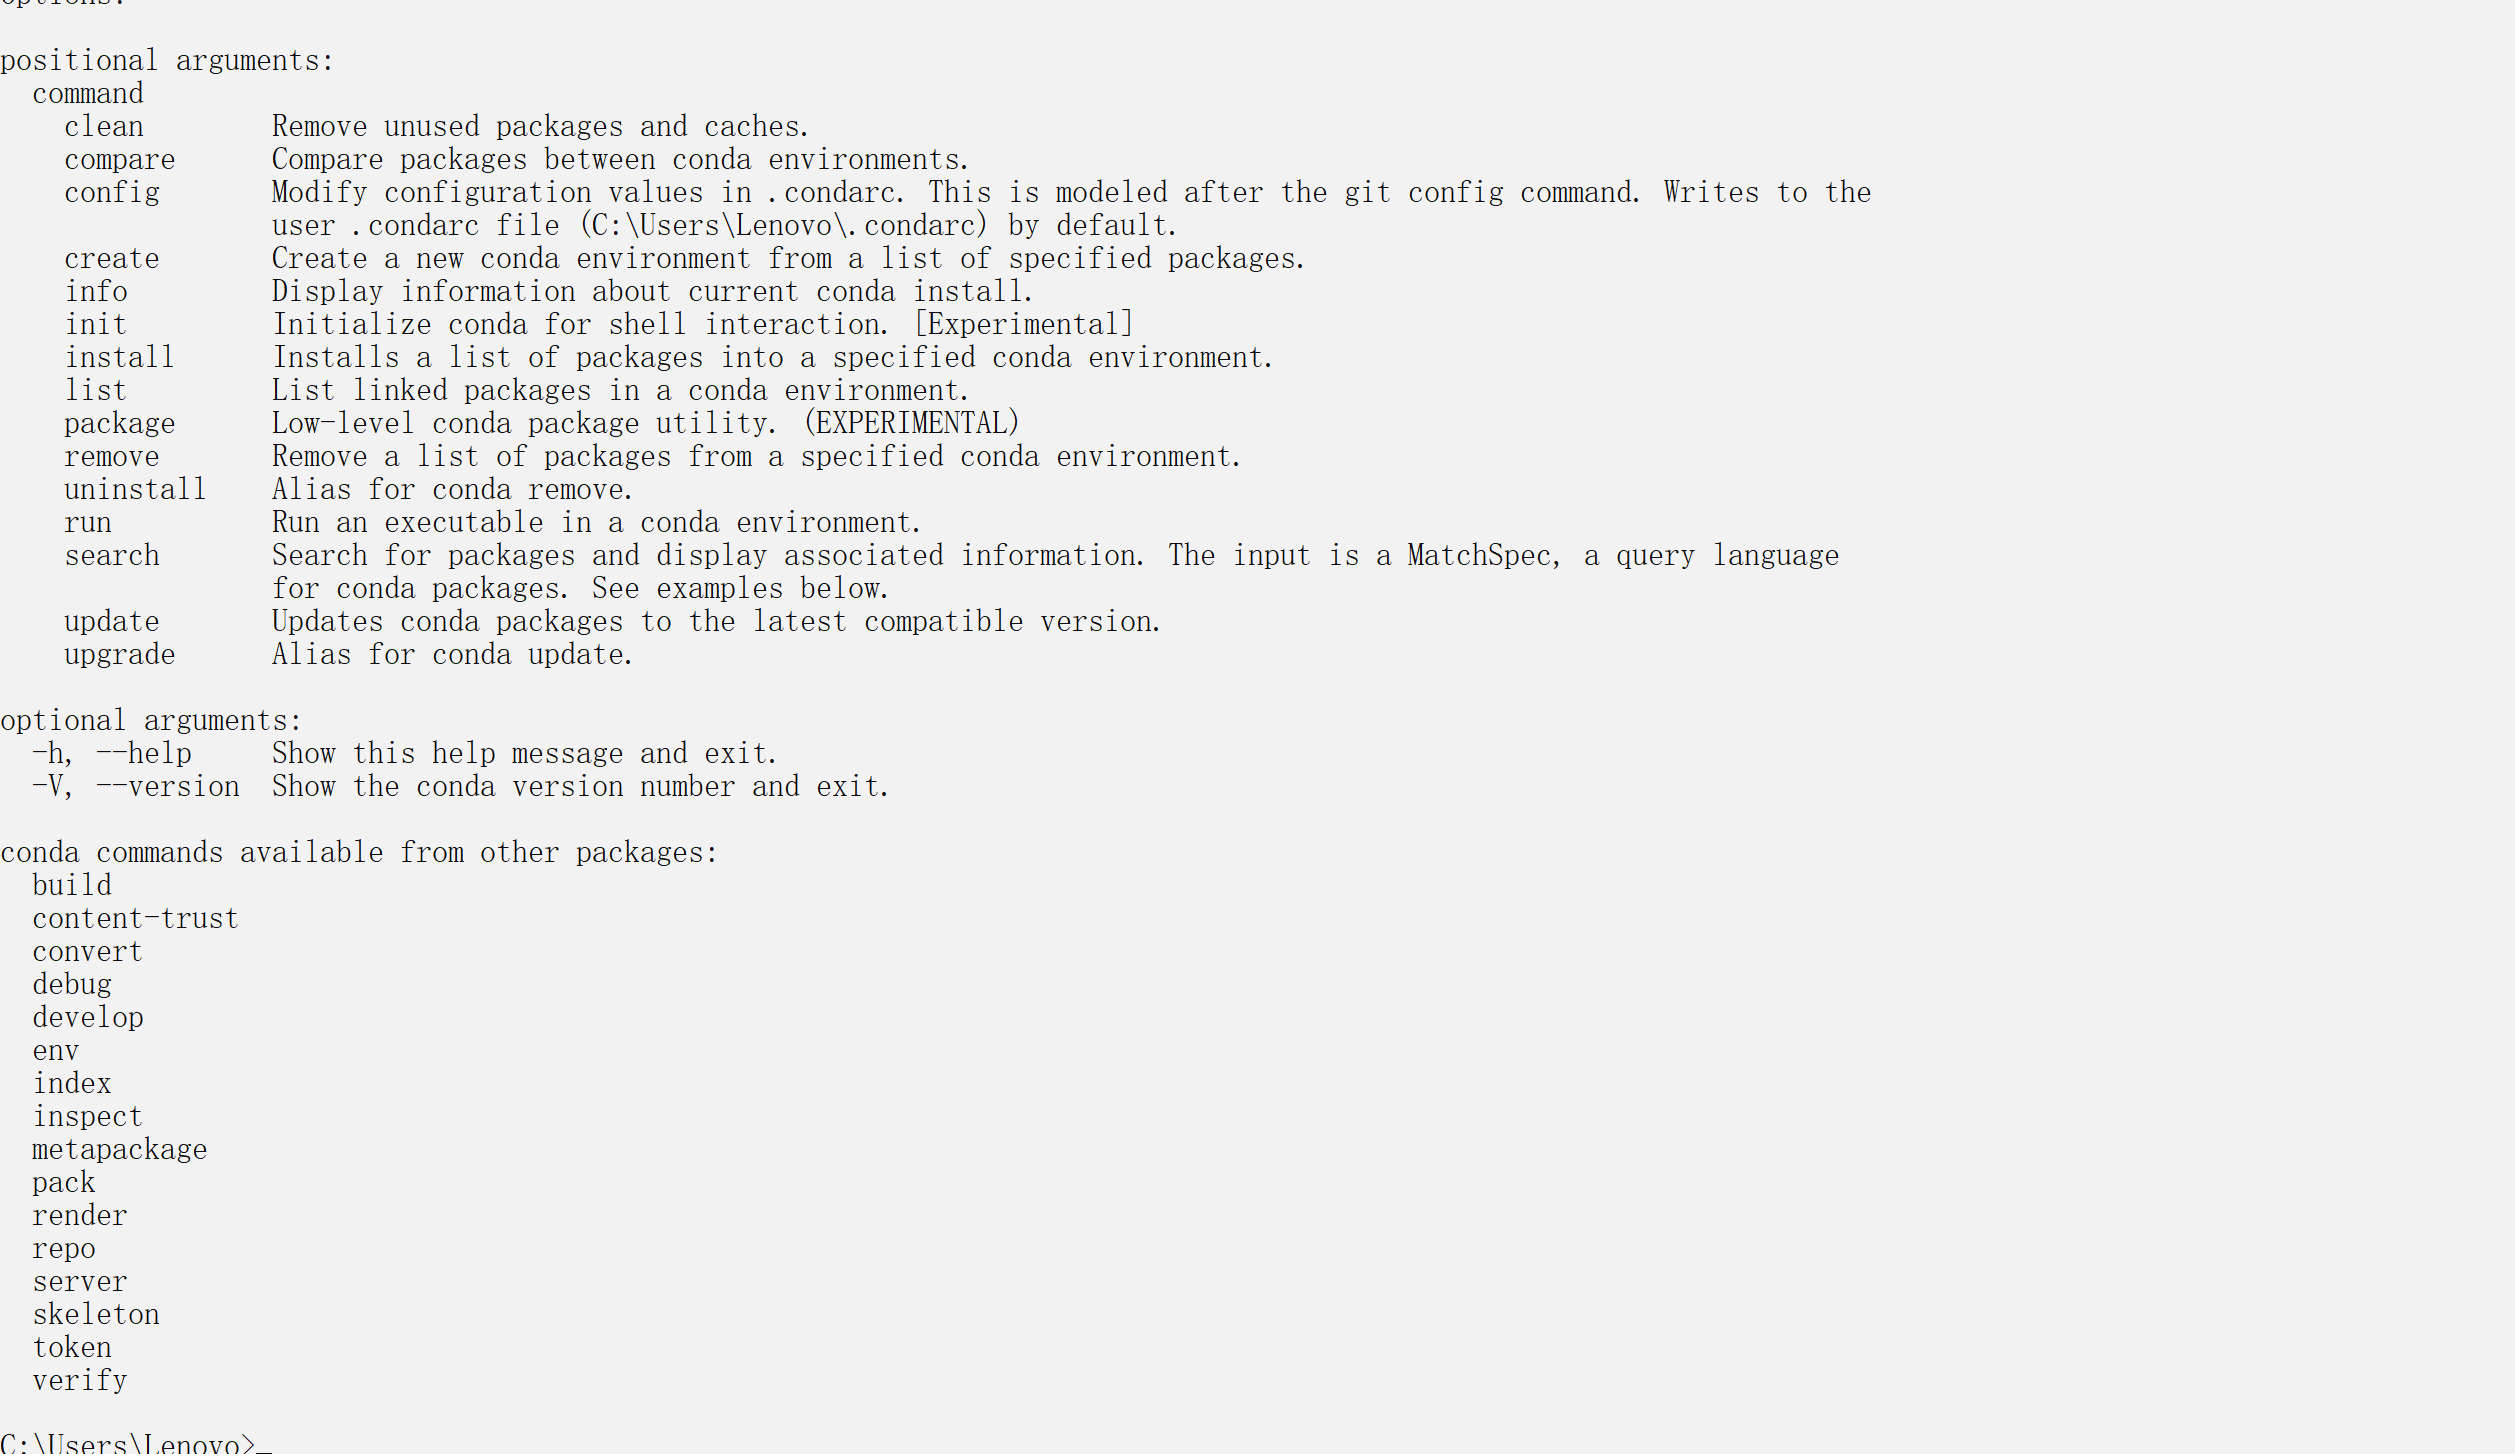 options:
positional arguments:
  command
    clean        Remove unused packages and caches.
    compare      Compare packages between conda environments.
    config       Modify configuration values in .condarc. This is modeled after the git config command. Writes to the
                 user .condarc file (C:\Users\Lenovo\.condarc) by default.
    create       Create a new conda environment from a list of specified packages.
    info         Display information about current conda install.
    init         Initialize conda for shell interaction. [Experimental]
    install      Installs a list of packages into a specified conda environment.
    list         List linked packages in a conda environment.
    package      Low-level conda package utility. (EXPERIMENTAL)
    remove       Remove a list of packages from a specified conda environment.
    uninstall    Alias for conda remove.
    run          Run an executable in a conda environment.
    search       Search for packages and display associated information. The input is a MatchSpec, a query language
                 for conda packages. See examples below.
    update       Updates conda packages to the latest compatible version.
    upgrade      Alias for conda update.
optional arguments:
  -h, --help     Show this help message and exit.
  -V, --version  Show the conda version number and exit.
conda commands available from other packages:
  build
  content-trust
  convert
  debug
  develop
  env
  index
  inspect
  metapackage
  pack
  render
  repo
  server
  skeleton
  token
  verify
C:\Users\Lenovo>_